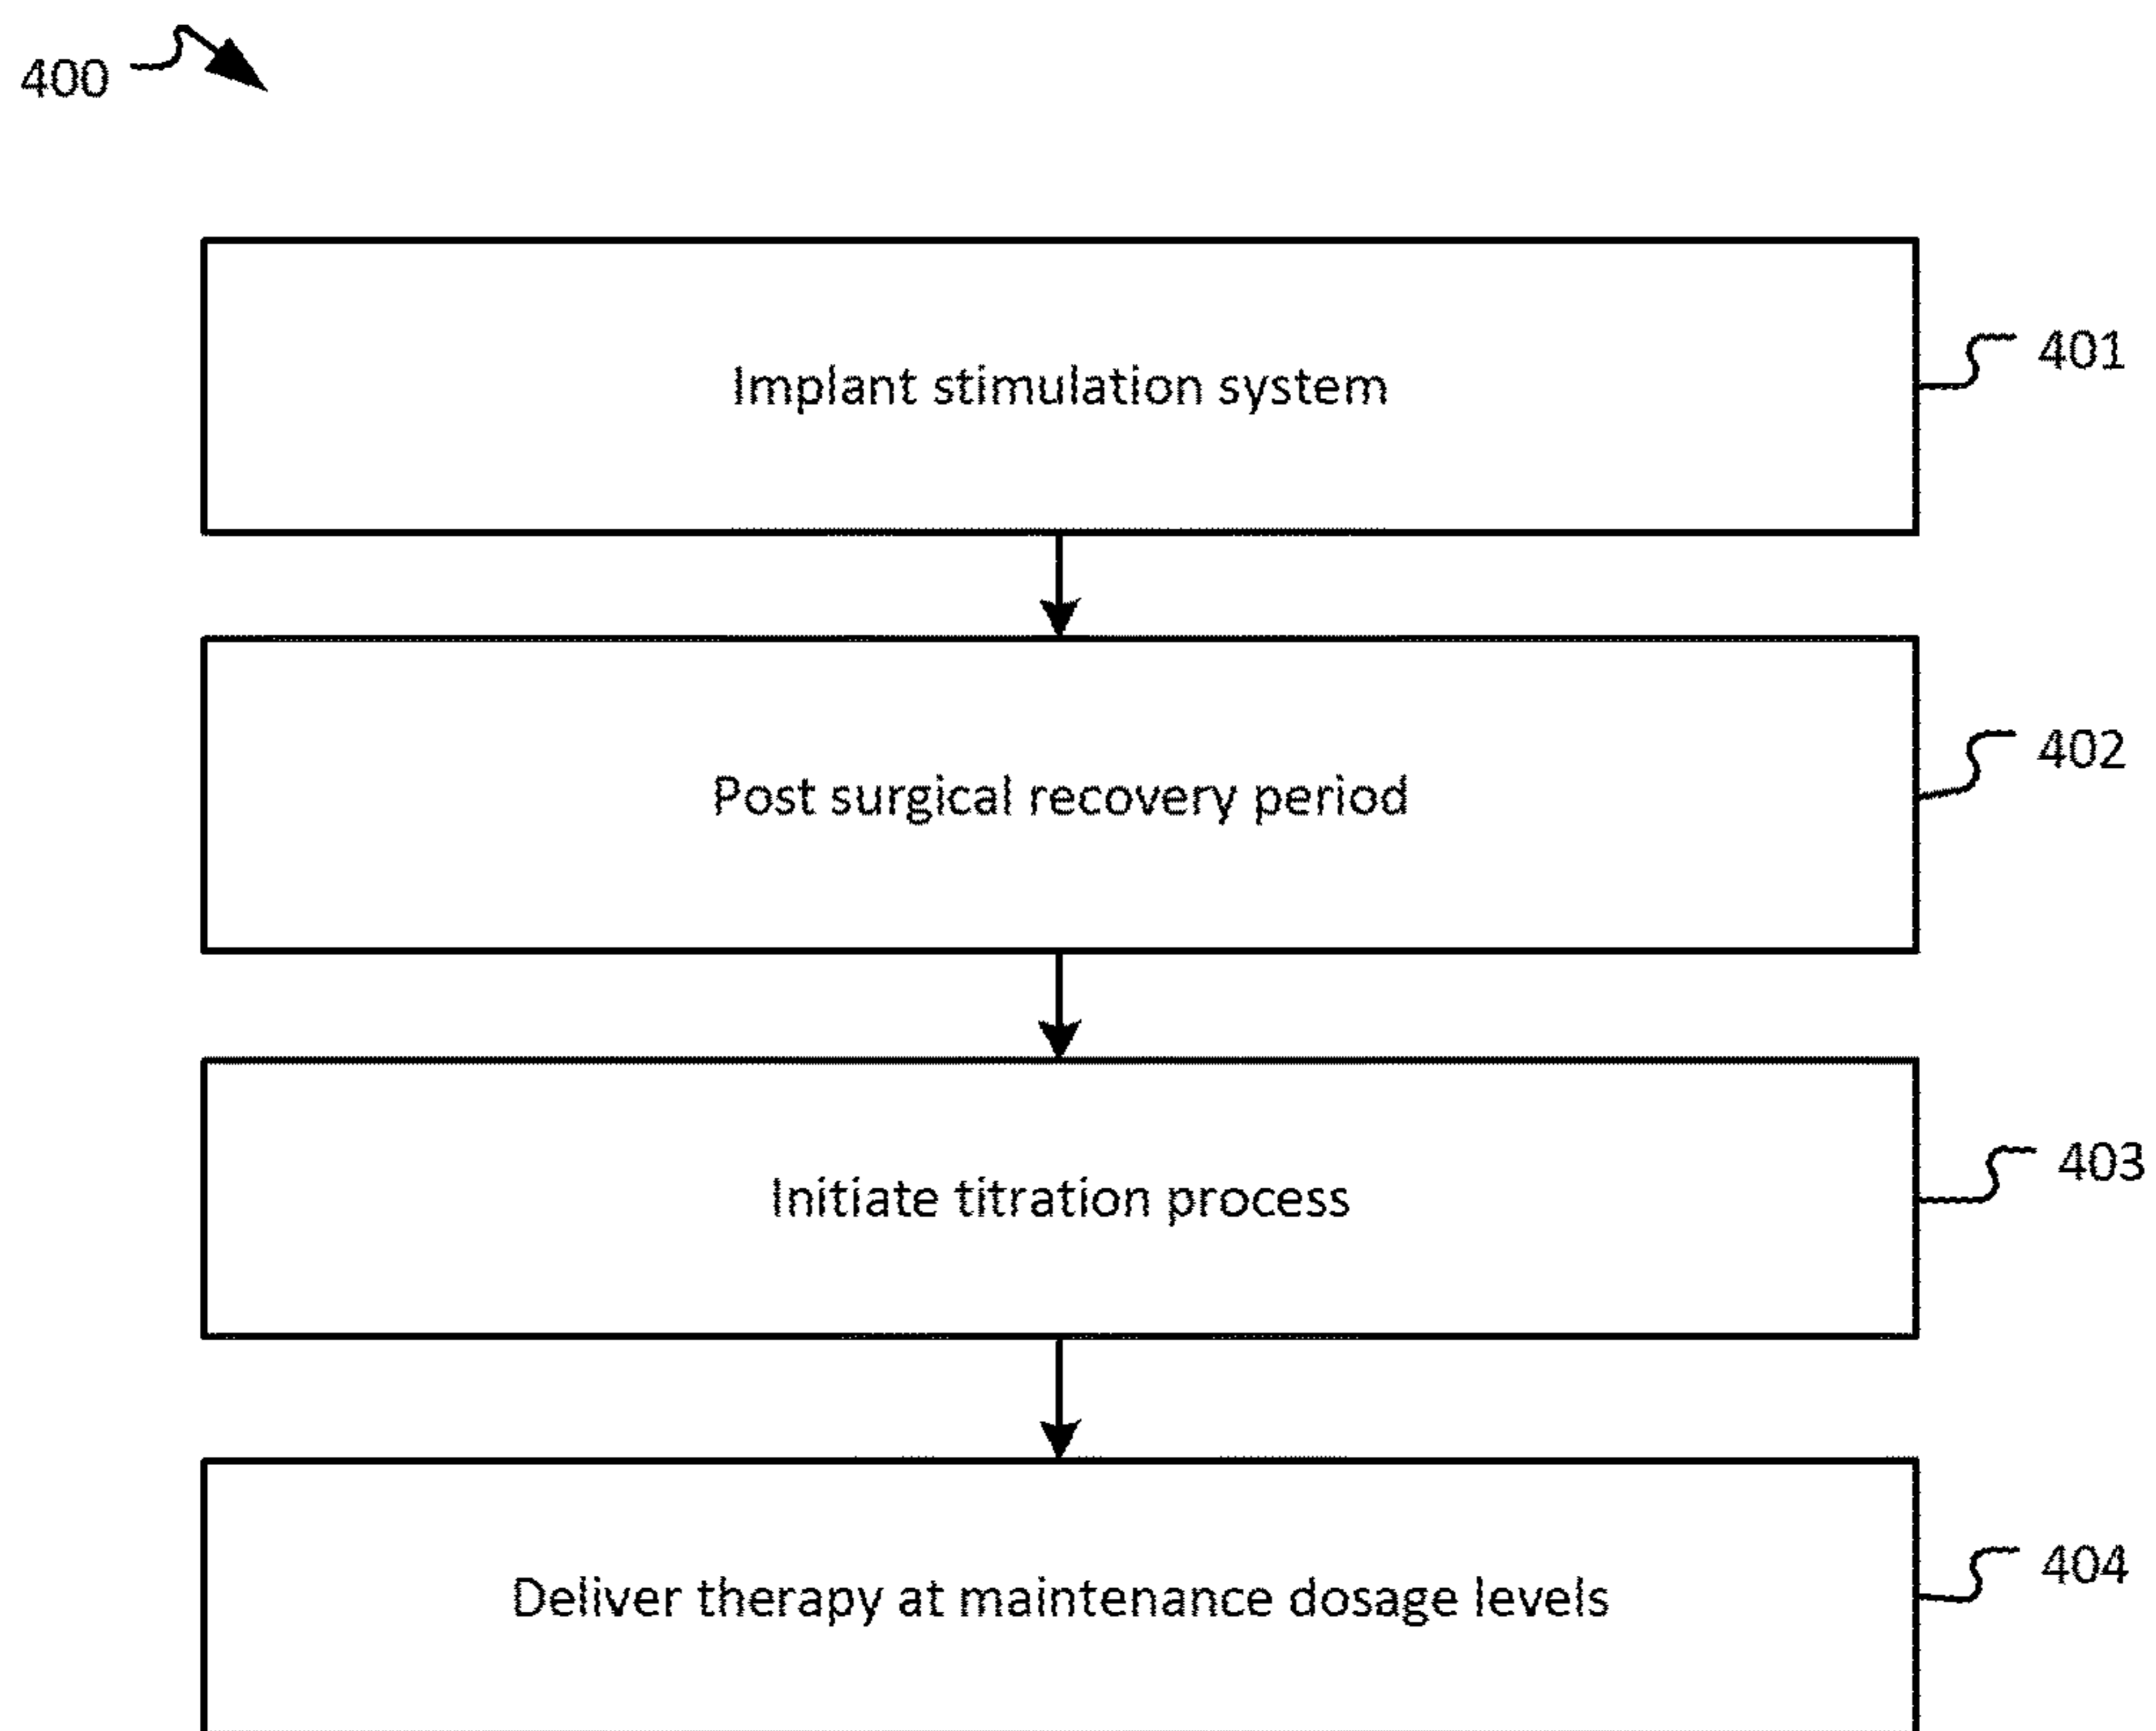 400
Implant stimulation system
401
Post surgical recovery period
402
Initiate titration process
403
Deliver therapy at maintenance dosage levels
404